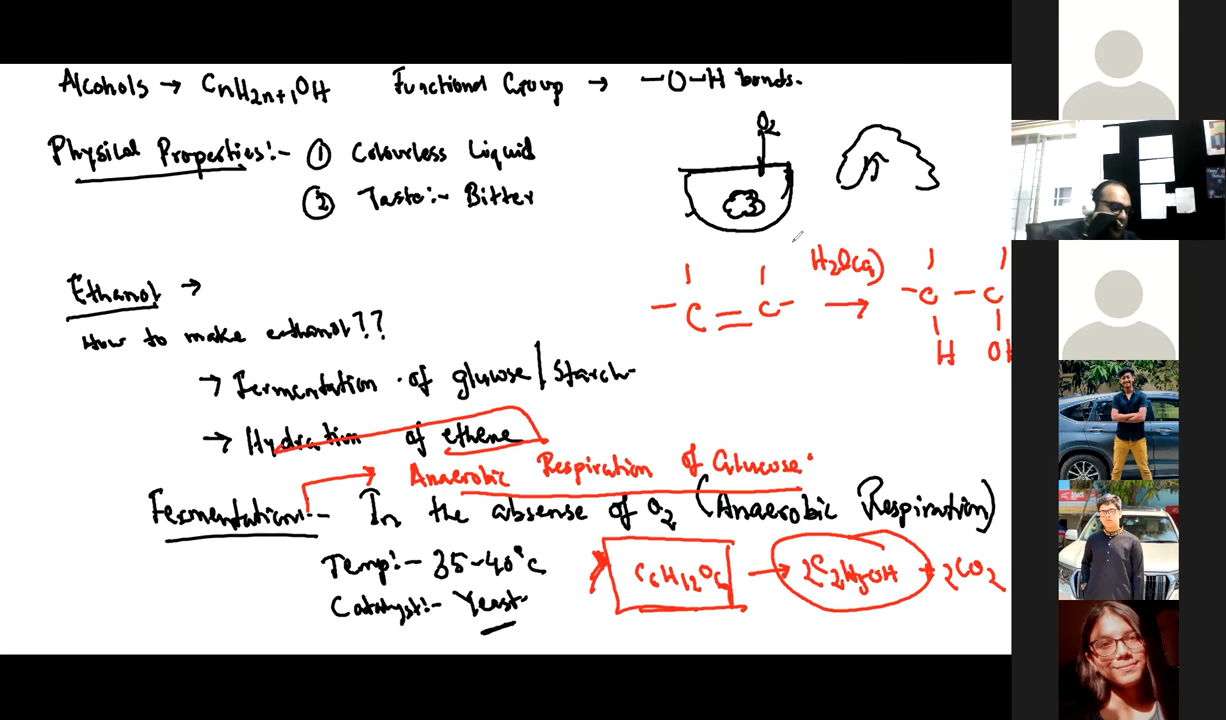 Alcohols → CnH2n+1OH Functional Group → -O-H bonds.
Physical Properties:- ① Colourless Liquid
② Taste:- Bitter
O2
Ethanol →
How to make ethanol??
→ Fermentation of glucose | Starch
→ Hydration of ethene
C = C → H2O(g) C - C
H OH
Anaerobic Respiration of Glucose
Fermentation:- In the absense of O2 (Anaerobic Respiration)
Temp:- 35-40°C
Catalyst:- Yeast
C6H12O6 → 2C2H5OH + 2CO2